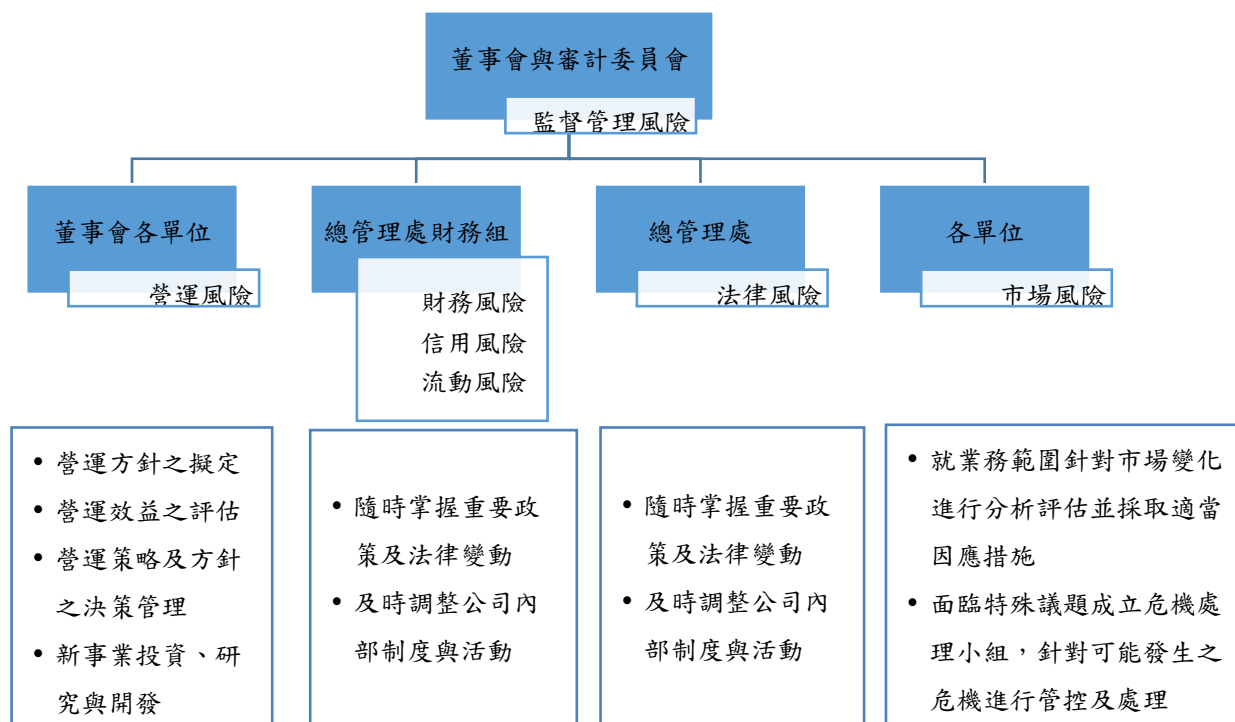 董事會與審計委員會
監督管理風險
董事會各單位
營運風險
總管理處財務組
財務風險
信用風險
流動風險
總管理處
法律風險
各單位
市場風險
• 營運方針之擬定
• 營運效益之評估
• 營運策略及方針
之決策管理
• 新事業投資、研
究與開發
• 隨時掌握重要政
策及法律變動
• 及時調整公司內
部制度與活動
• 隨時掌握重要政
策及法律變動
• 及時調整公司內
部制度與活動
• 就業務範圍針對市場變化
進行分析評估並採取適當
因應措施
• 面臨特殊議題成立危機處
理小組，針對可能發生之
危機進行管控及處理